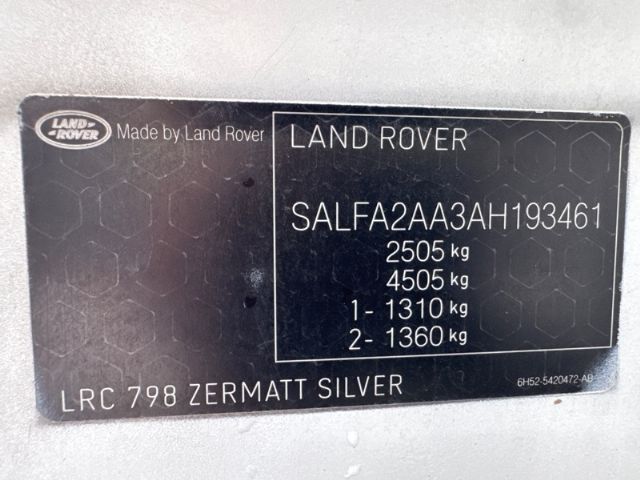 LAND-
-ROVER
Made by Land Rover
LAND ROVER
SALFA2AA3AH193461
2505 kg
4505 kg
1- 1310 kg
2- 1360 kg
LRC 798 ZERMATT SILVER
6H52-5420472-AB